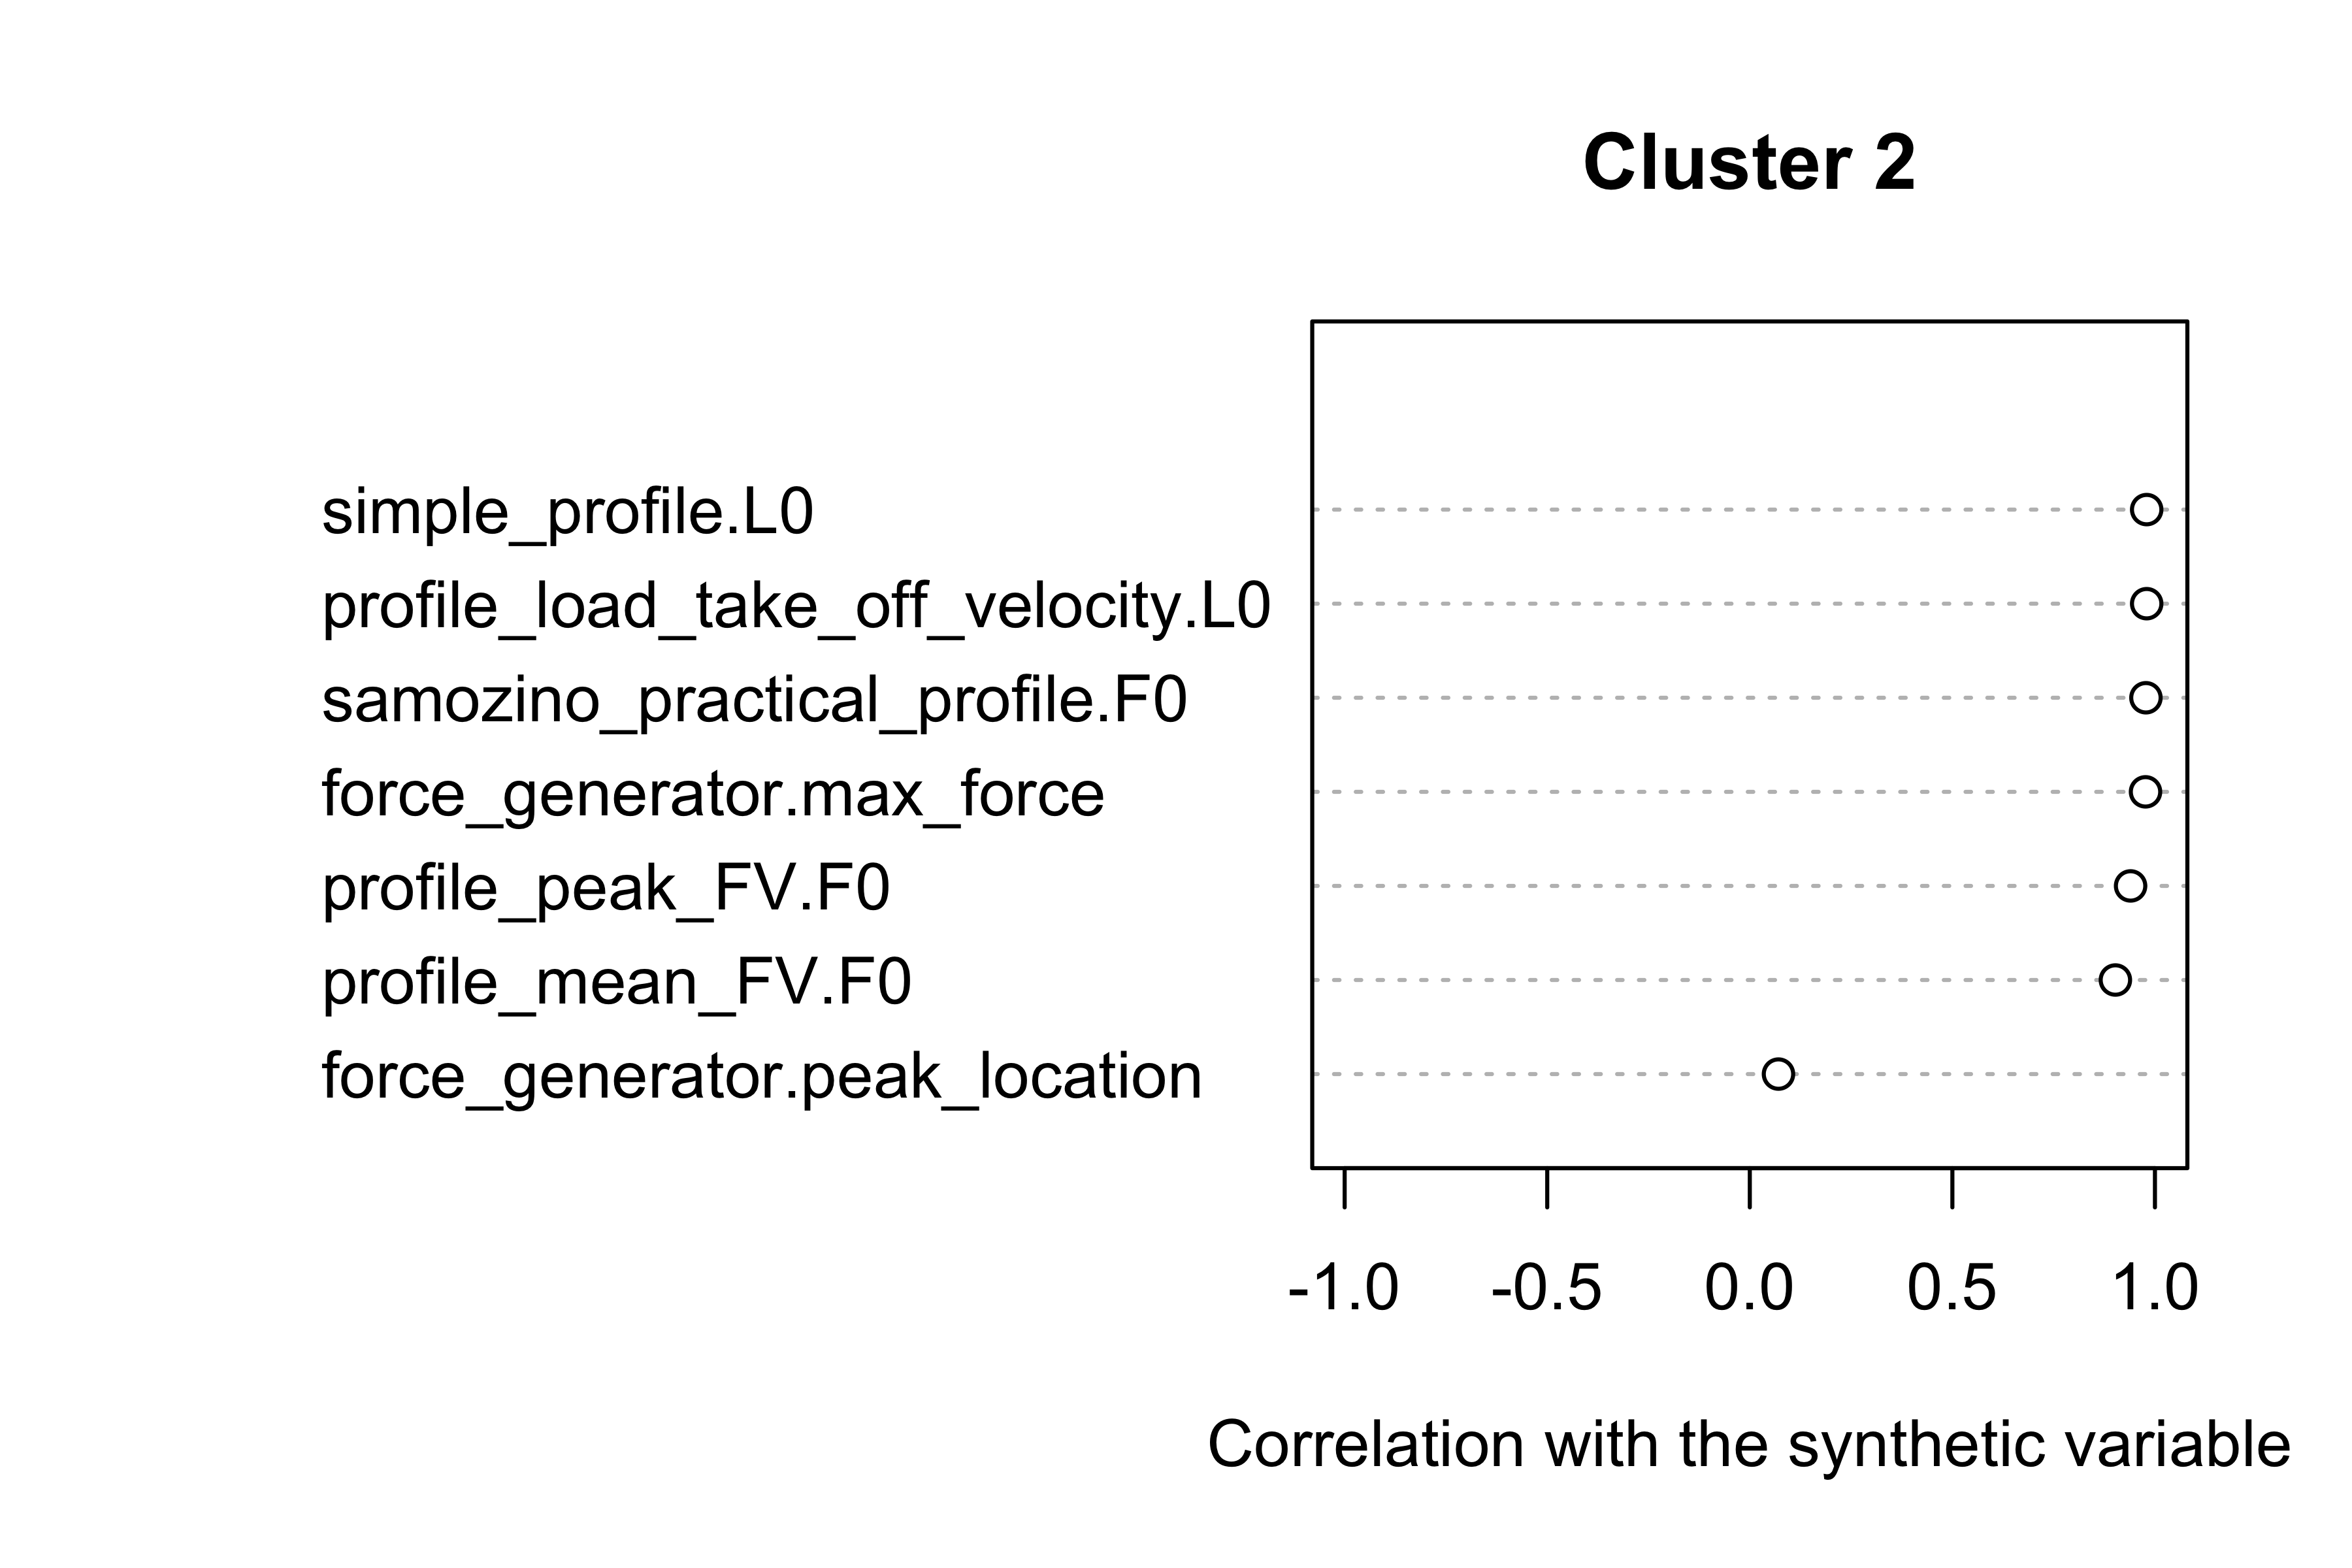 Cluster 2
simple_profile.L0
profile_load_take_off_velocity.L0
samozino_practical_profile.F0
force_generator.max_force
profile_peak_FV.F0
profile_mean_FV.F0
force_generator.peak_location
-1.0 -0.5 0.0 0.5 1.0
Correlation with the synthetic variable